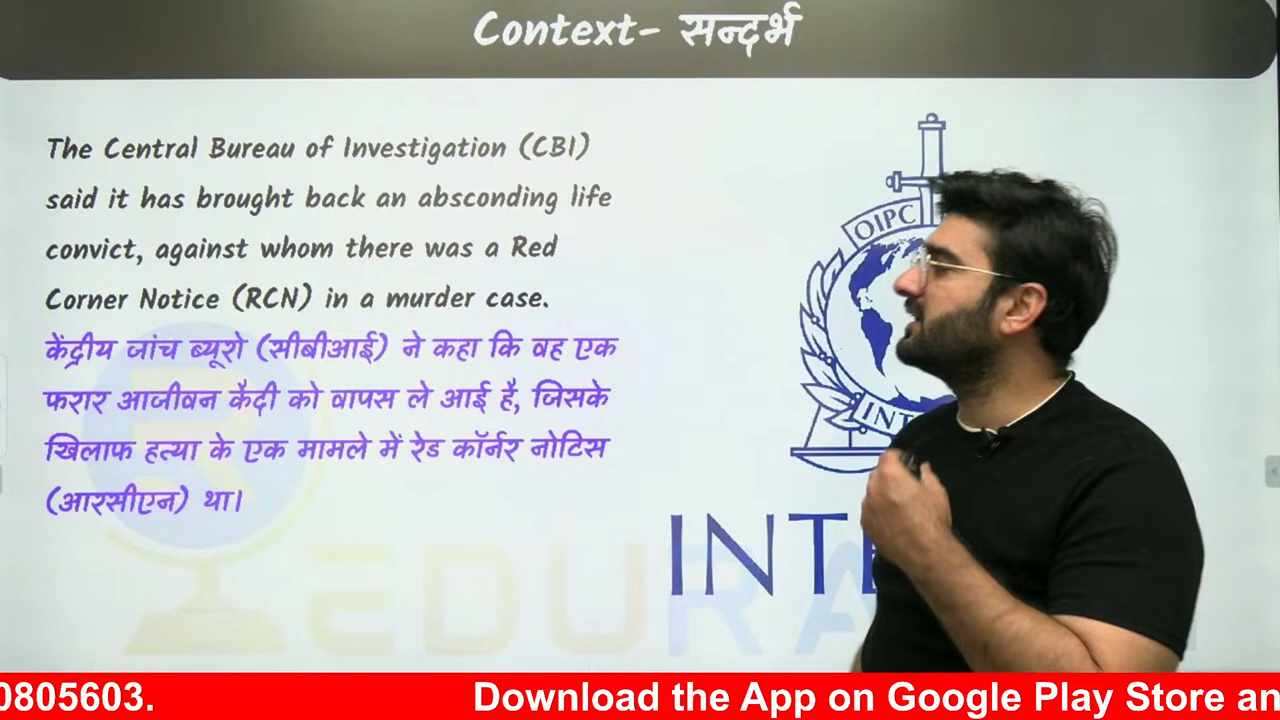 Context- सन्दर्भ
The Central Bureau of Investigation (CBI)
said it has brought back an absconding life
convict, against whom there was a Red
Corner Notice (RCN) in a murder case.
केंद्रीय जांच ब्यूरो (सीबीआई) ने कहा कि वह एक
फरार आजीवन कैदी को वापस ले आई है, जिसके
खिलाफ हत्या के एक मामले में रेड कॉर्नर नोटिस
(आरसीएन) था।
OIPC
INT
INT
EDURA
0805603. Download the App on Google Play Store an